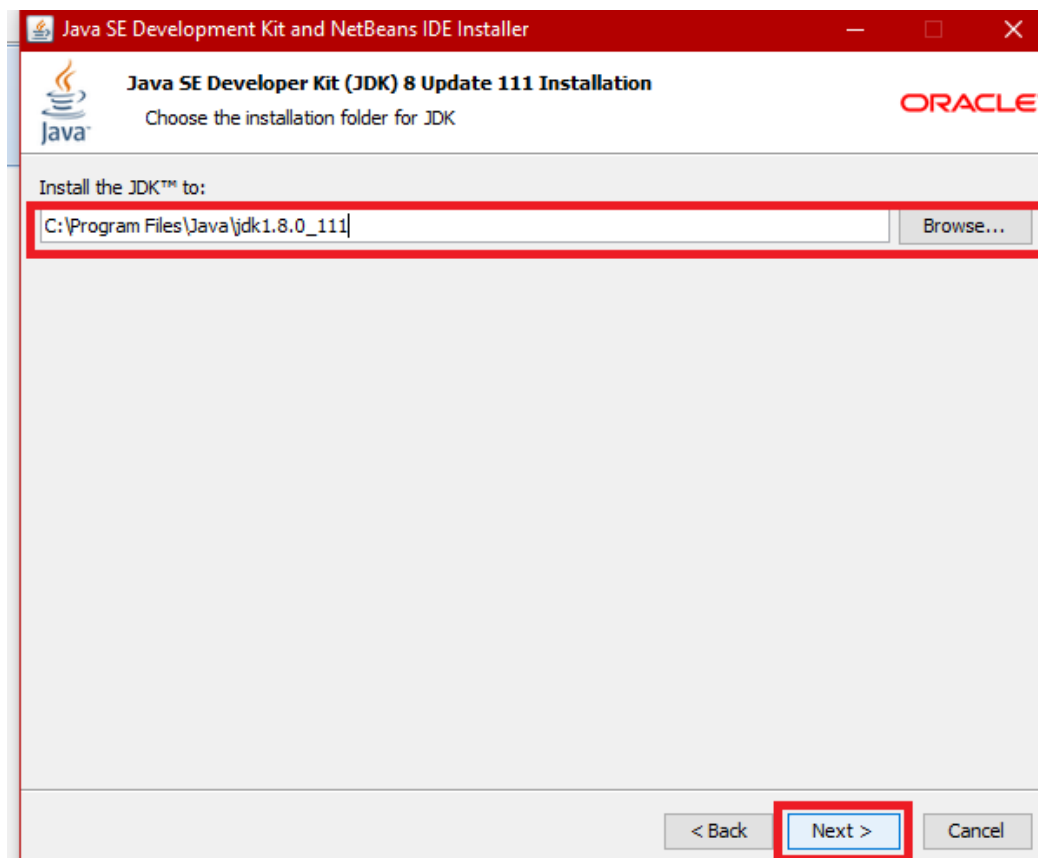 Java SE Development Kit and NetBeans IDE Installer
Java SE Developer Kit (JDK) 8 Update 111 Installation
Choose the installation folder for JDK
Java™
ORACLE
Install the JDK™ to:
C:\Program Files\Java\jdk1.8.0_111
Browse...
< Back
Next >
Cancel